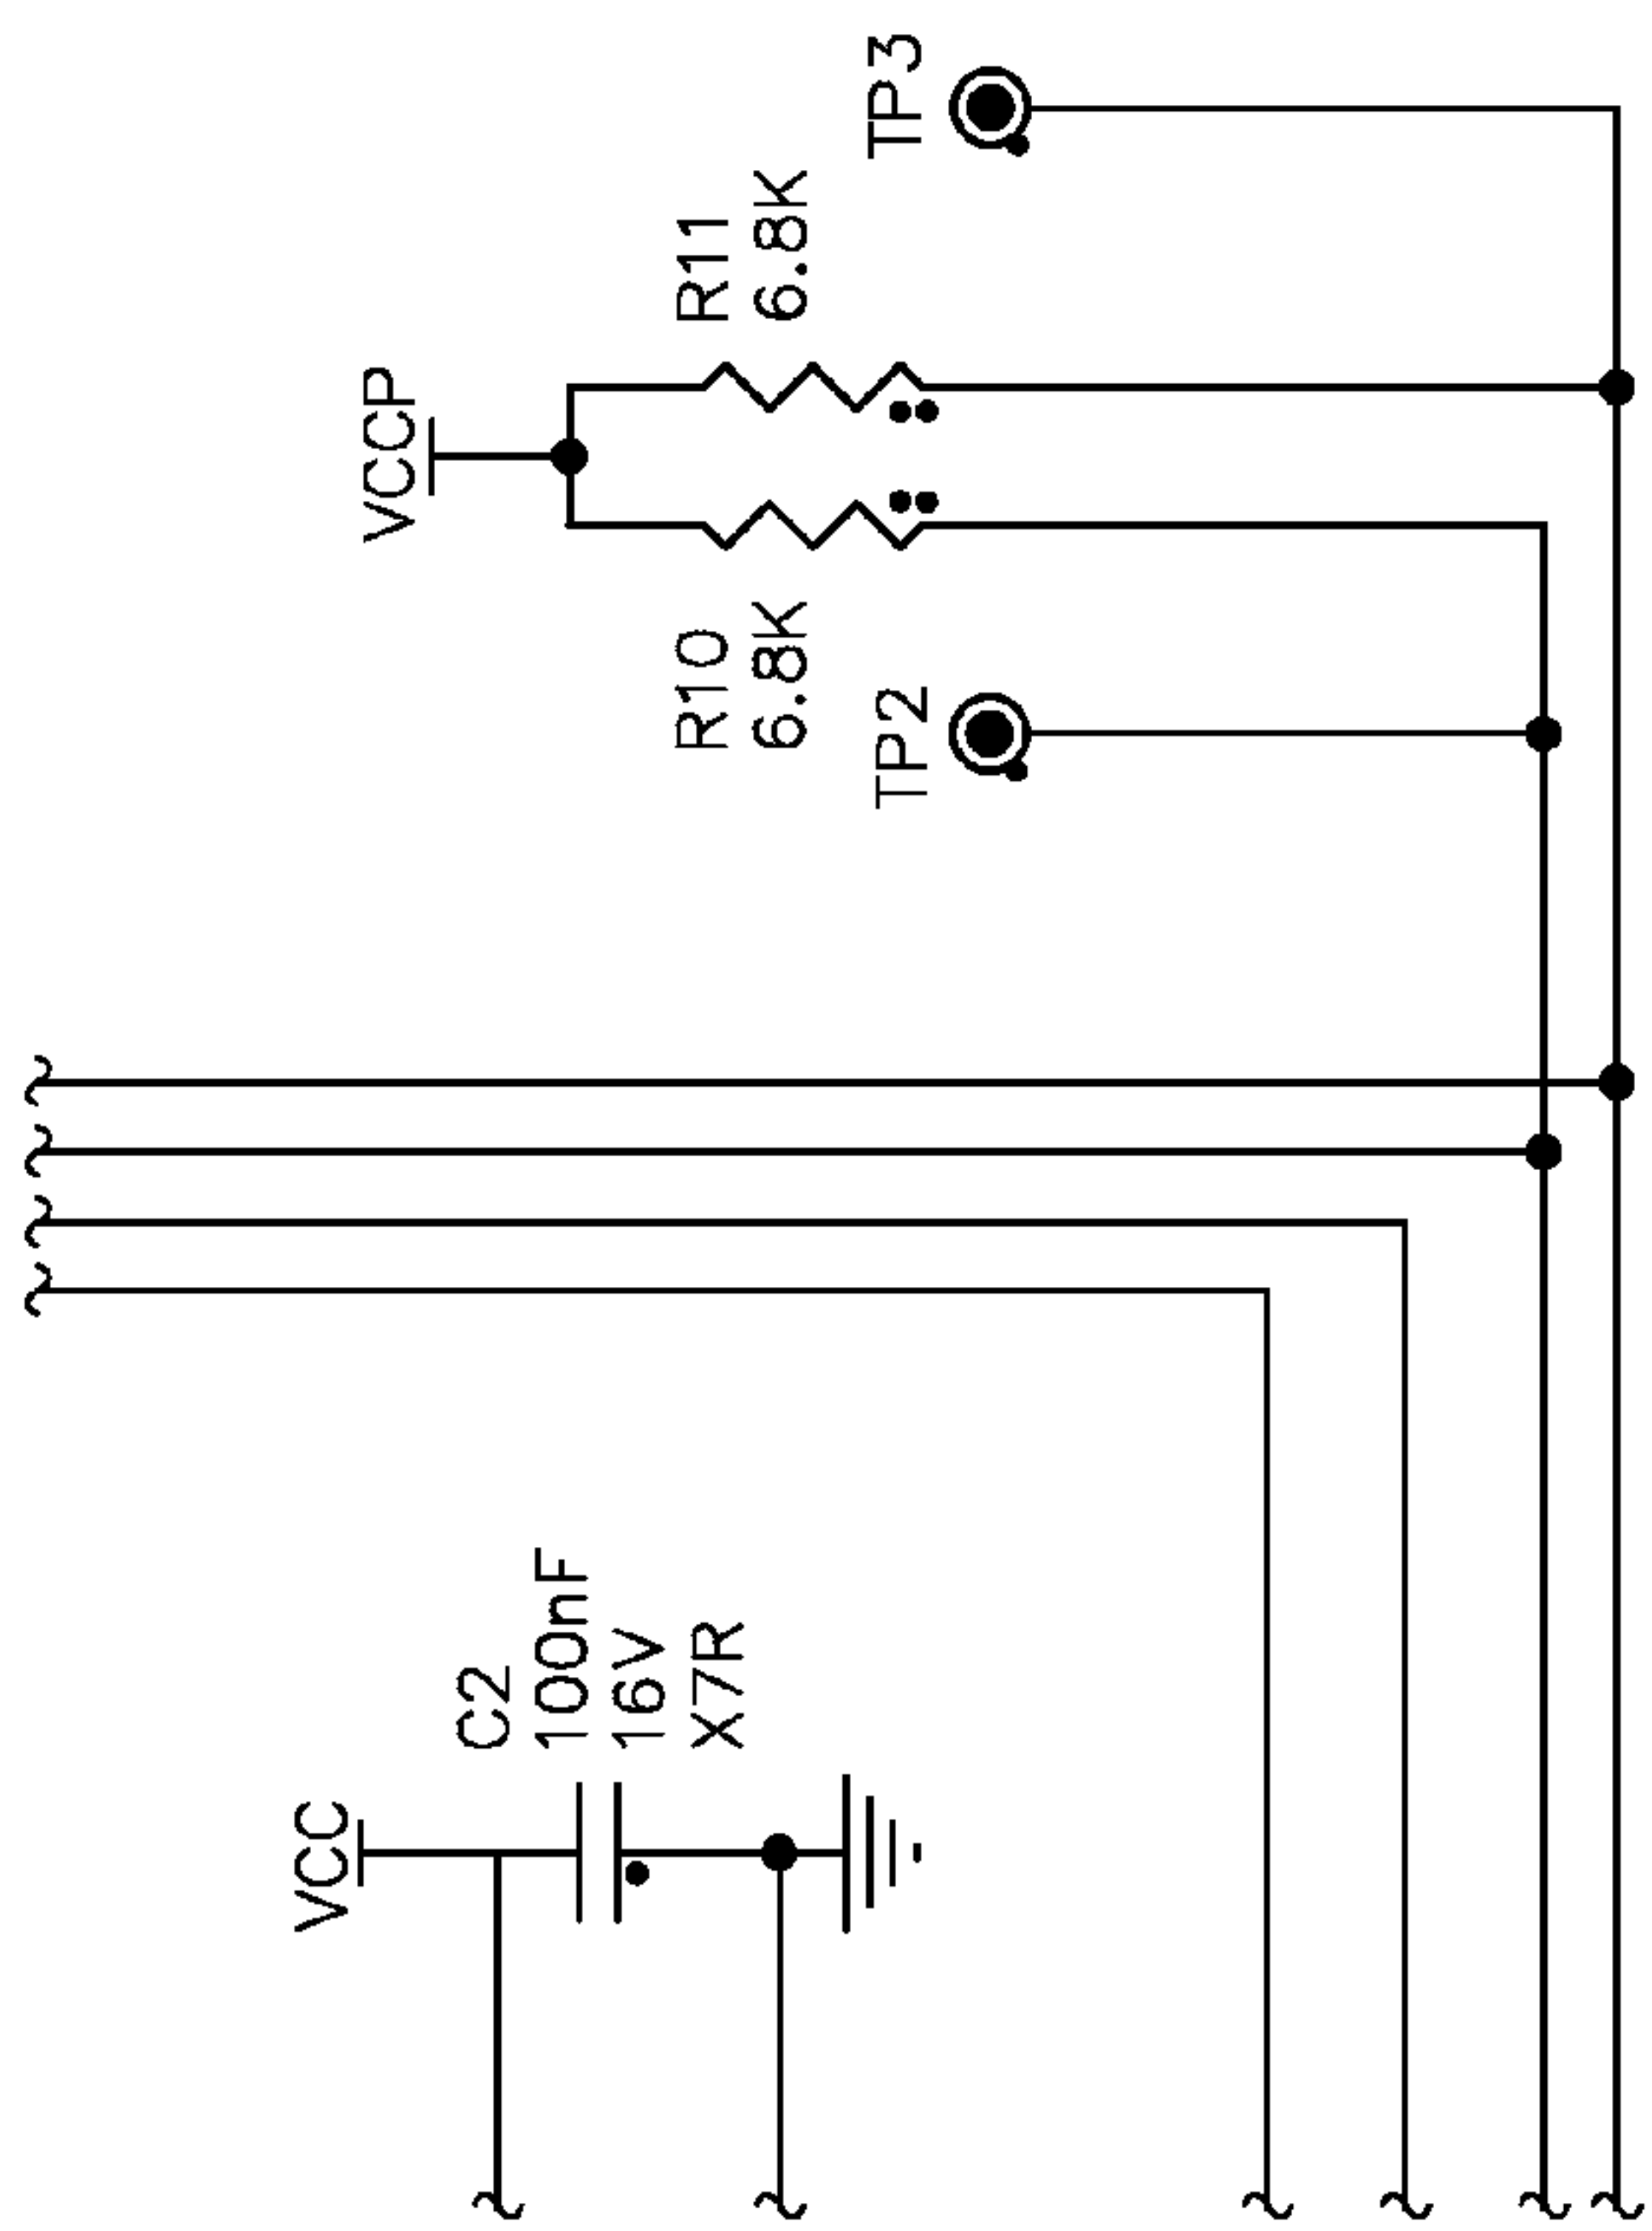 VCC
C2
100nF
16V
X7R
VCCP
R10
6.8K
R11
6.8K
TP2
TP3